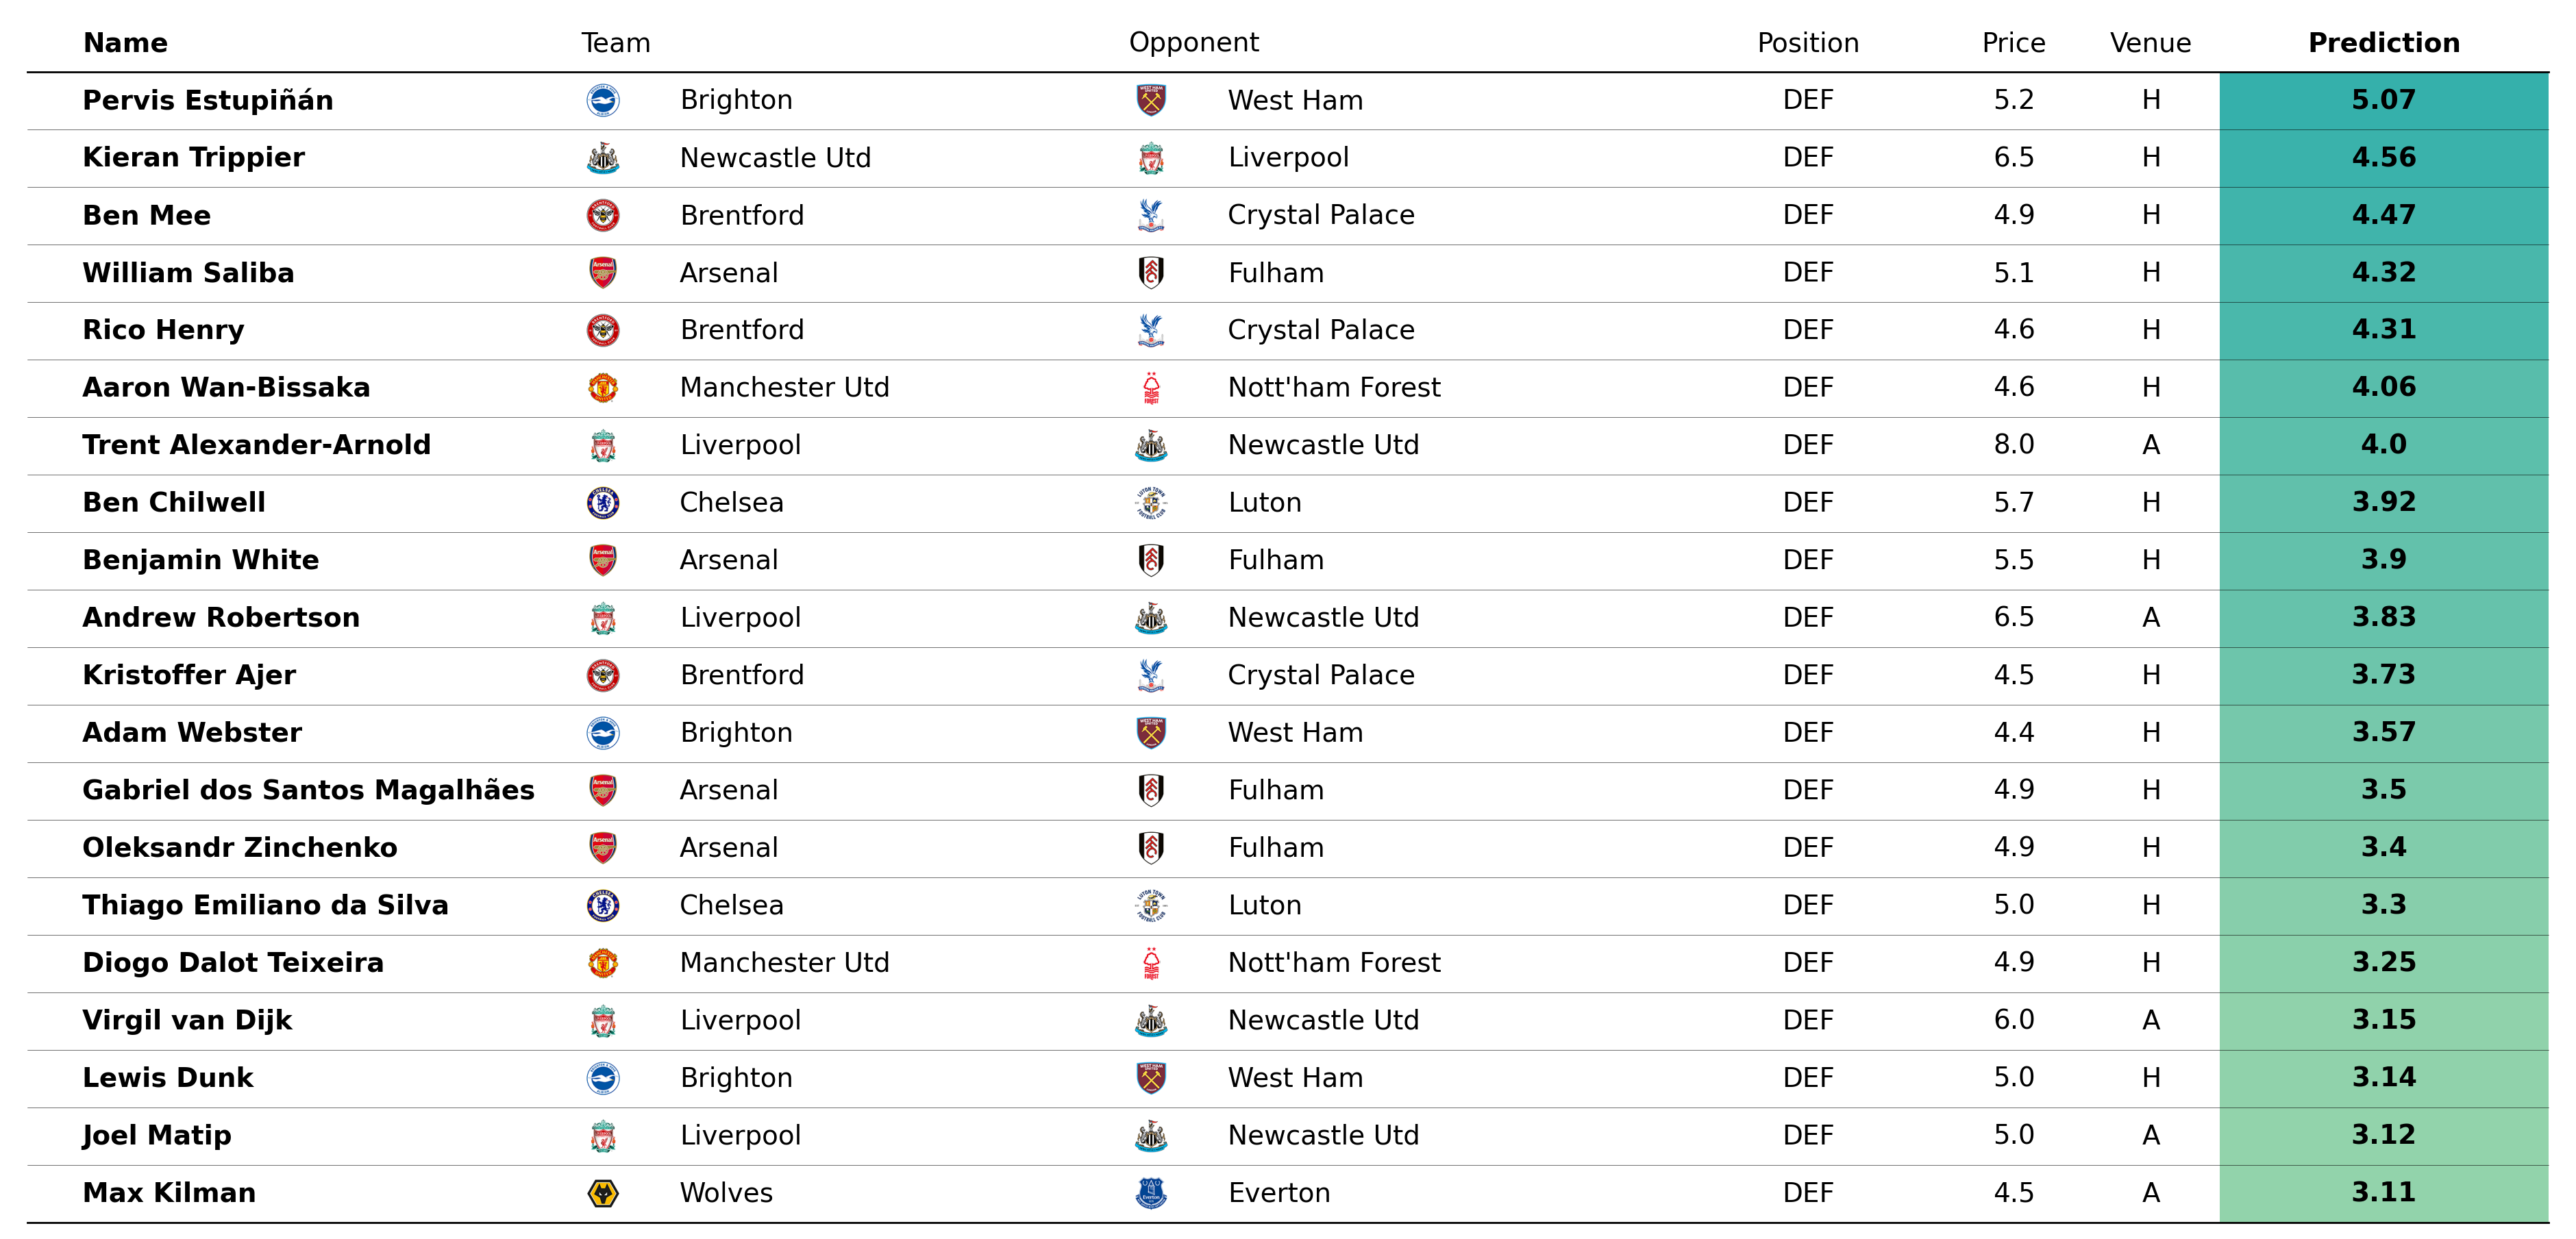 Name Team Opponent Position Price Venue Prediction
Pervis Estupiñán Brighton West Ham DEF 5.2 H 5.07
Kieran Trippier Newcastle Utd Liverpool DEF 6.5 H 4.56
Ben Mee Brentford Crystal Palace DEF 4.9 H 4.47
William Saliba Arsenal Fulham DEF 5.1 H 4.32
Rico Henry Brentford Crystal Palace DEF 4.6 H 4.31
Aaron Wan-Bissaka Manchester Utd Nott'ham Forest DEF 4.6 H 4.06
Trent Alexander-Arnold Liverpool Newcastle Utd DEF 8.0 A 4.0
Ben Chilwell Chelsea Luton DEF 5.7 H 3.92
Benjamin White Arsenal Fulham DEF 5.5 H 3.9
Andrew Robertson Liverpool Newcastle Utd DEF 6.5 A 3.83
Kristoffer Ajer Brentford Crystal Palace DEF 4.5 H 3.73
Adam Webster Brighton West Ham DEF 4.4 H 3.57
Gabriel dos Santos Magalhães Arsenal Fulham DEF 4.9 H 3.5
Oleksandr Zinchenko Arsenal Fulham DEF 4.9 H 3.4
Thiago Emiliano da Silva Chelsea Luton DEF 5.0 H 3.3
Diogo Dalot Teixeira Manchester Utd Nott'ham Forest DEF 4.9 H 3.25
Virgil van Dijk Liverpool Newcastle Utd DEF 6.0 A 3.15
Lewis Dunk Brighton West Ham DEF 5.0 H 3.14
Joel Matip Liverpool Newcastle Utd DEF 5.0 A 3.12
Max Kilman Wolves Everton DEF 4.5 A 3.11